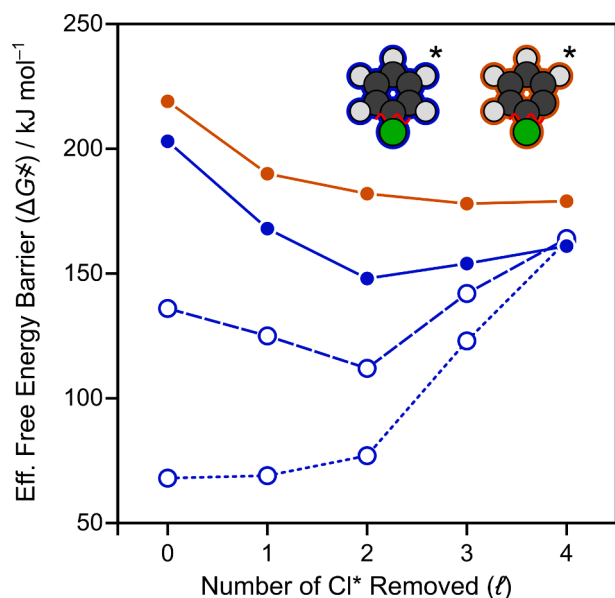 250
200
150
100
50
Eff. Free Energy Barrier (ΔG‡) / kJ mol⁻¹
* *
0 1 2 3 4
Number of Cl* Removed (ℓ)